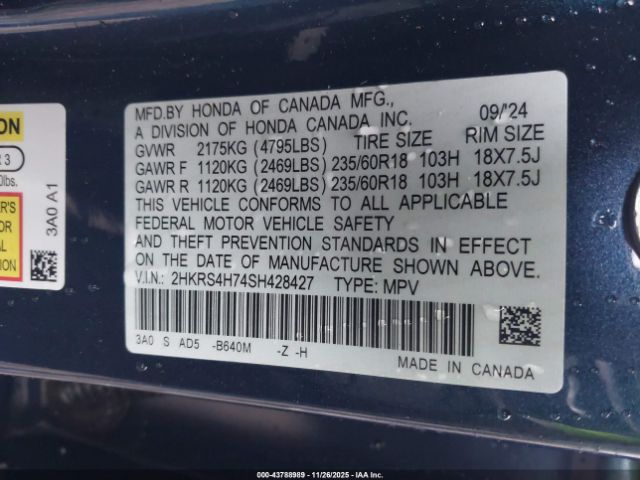 ON
R 3
0lbs.
R'S
H
AL
3A0 A1
MFD.BY HONDA OF CANADA MFG., 09/'24
A DIVISION OF HONDA CANADA INC.
GVWR 2175KG (4795LBS) TIRE SIZE RIM SIZE
GAWR F 1120KG (2469LBS) 235/60R18 103H 18X7.5J
GAWR R 1120KG (2469LBS) 235/60R18 103H 18X7.5J
THIS VEHICLE CONFORMS TO ALL APPLICABLE
FEDERAL MOTOR VEHICLE SAFETY
AND THEFT PREVENTION STANDARDS IN EFFECT
ON THE DATE OF MANUFACTURE SHOWN ABOVE.
V.I.N.: 2HKRS4H74SH428427 TYPE: MPV
3A0 S AD5 -B640M -Z -H
MADE IN CANADA
000-43788989 | 11/26/2025 | IAA Inc.